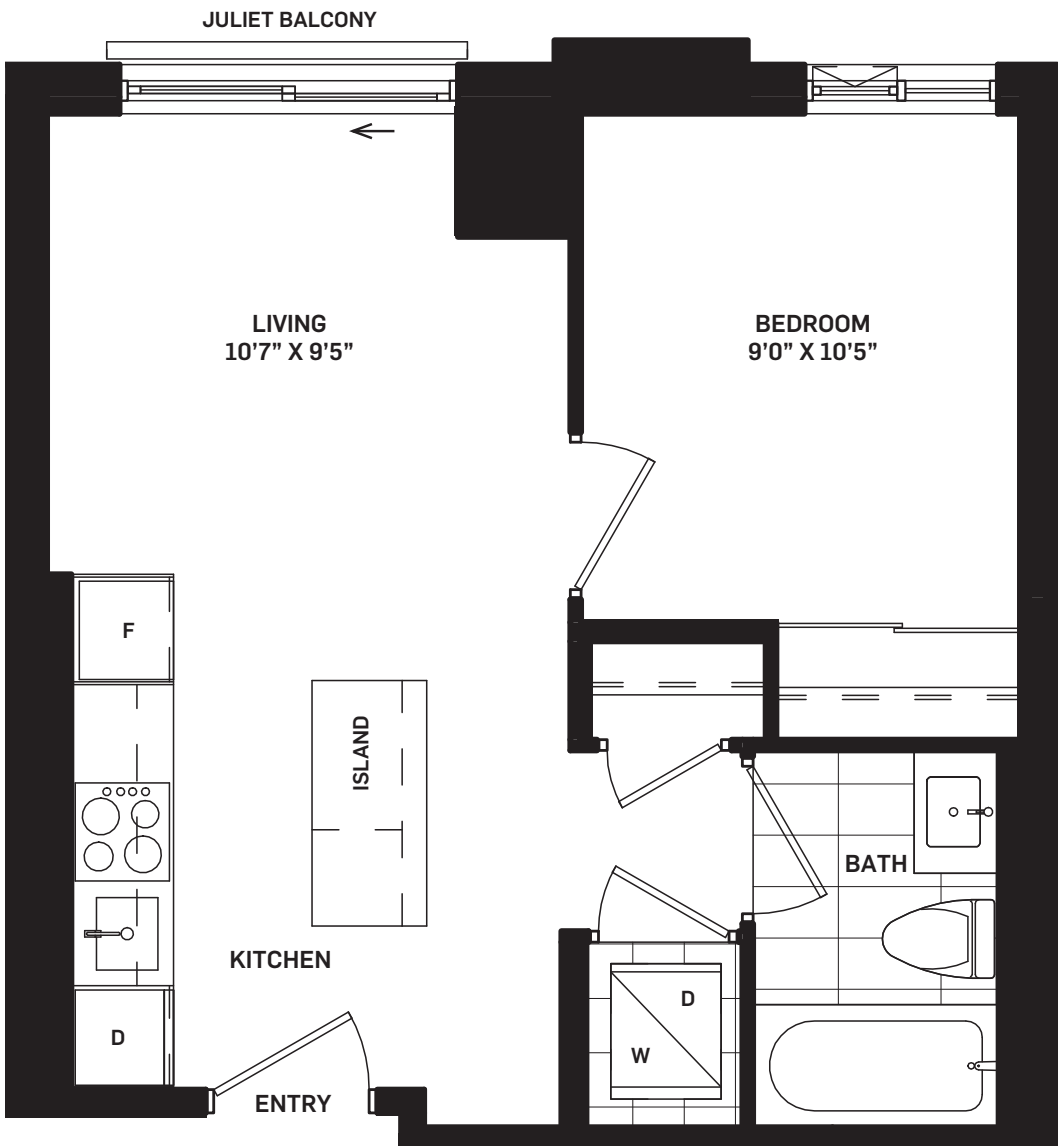 JULIET BALCONY
LIVING
10’7” X 9’5”
BEDROOM
9’0” X 10’5”
F
ISLAND
BATH
KITCHEN
D
W
D
ENTRY